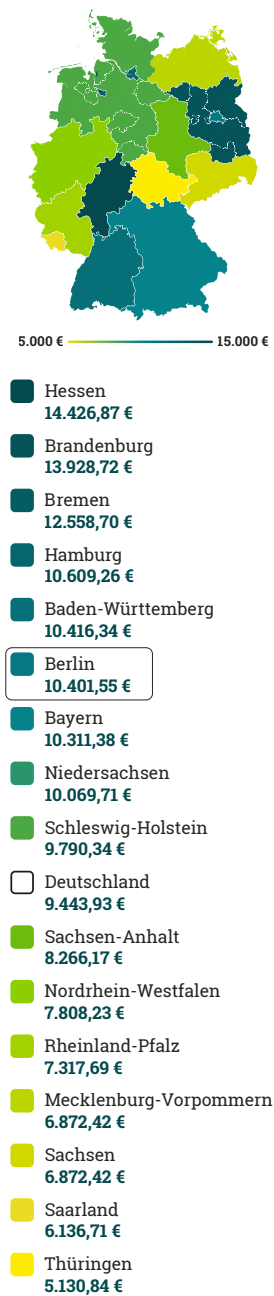 5.000 € 15.000 €
Hessen
14.426,87 €
Brandenburg
13.928,72 €
Bremen
12.558,70 €
Hamburg
10.609,26 €
Baden-Württemberg
10.416,34 €
Berlin
10.401,55 €
Bayern
10.311,38 €
Niedersachsen
10.069,71 €
Schleswig-Holstein
9.790,34 €
Deutschland
9.443,93 €
Sachsen-Anhalt
8.266,17 €
Nordrhein-Westfalen
7.808,23 €
Rheinland-Pfalz
7.317,69 €
Mecklenburg-Vorpommern
6.872,42 €
Sachsen
6.872,42 €
Saarland
6.136,71 €
Thüringen
5.130,84 €